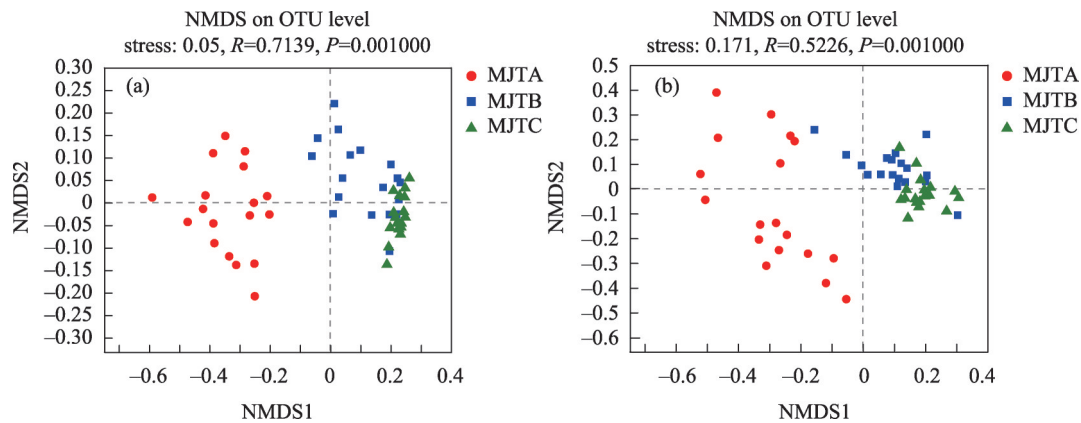 NMDS on OTU level
stress: 0.05, R=0.7139, P=0.001000
(a)
MJTA
MJTB
MJTC
0.30
0.25
0.20
0.15
0.10
0.05
0
–0.05
–0.10
–0.15
–0.20
–0.25
–0.30
NMDS2
–0.6 –0.4 –0.2 0 0.2 0.4
NMDS1
NMDS on OTU level
stress: 0.171, R=0.5226, P=0.001000
(b)
MJTA
MJTB
MJTC
0.5
0.4
0.3
0.2
0.1
0
–0.1
–0.2
–0.3
–0.4
–0.5
–0.6
NMDS2
–0.6 –0.4 –0.2 0 0.2 0.4
NMDS1